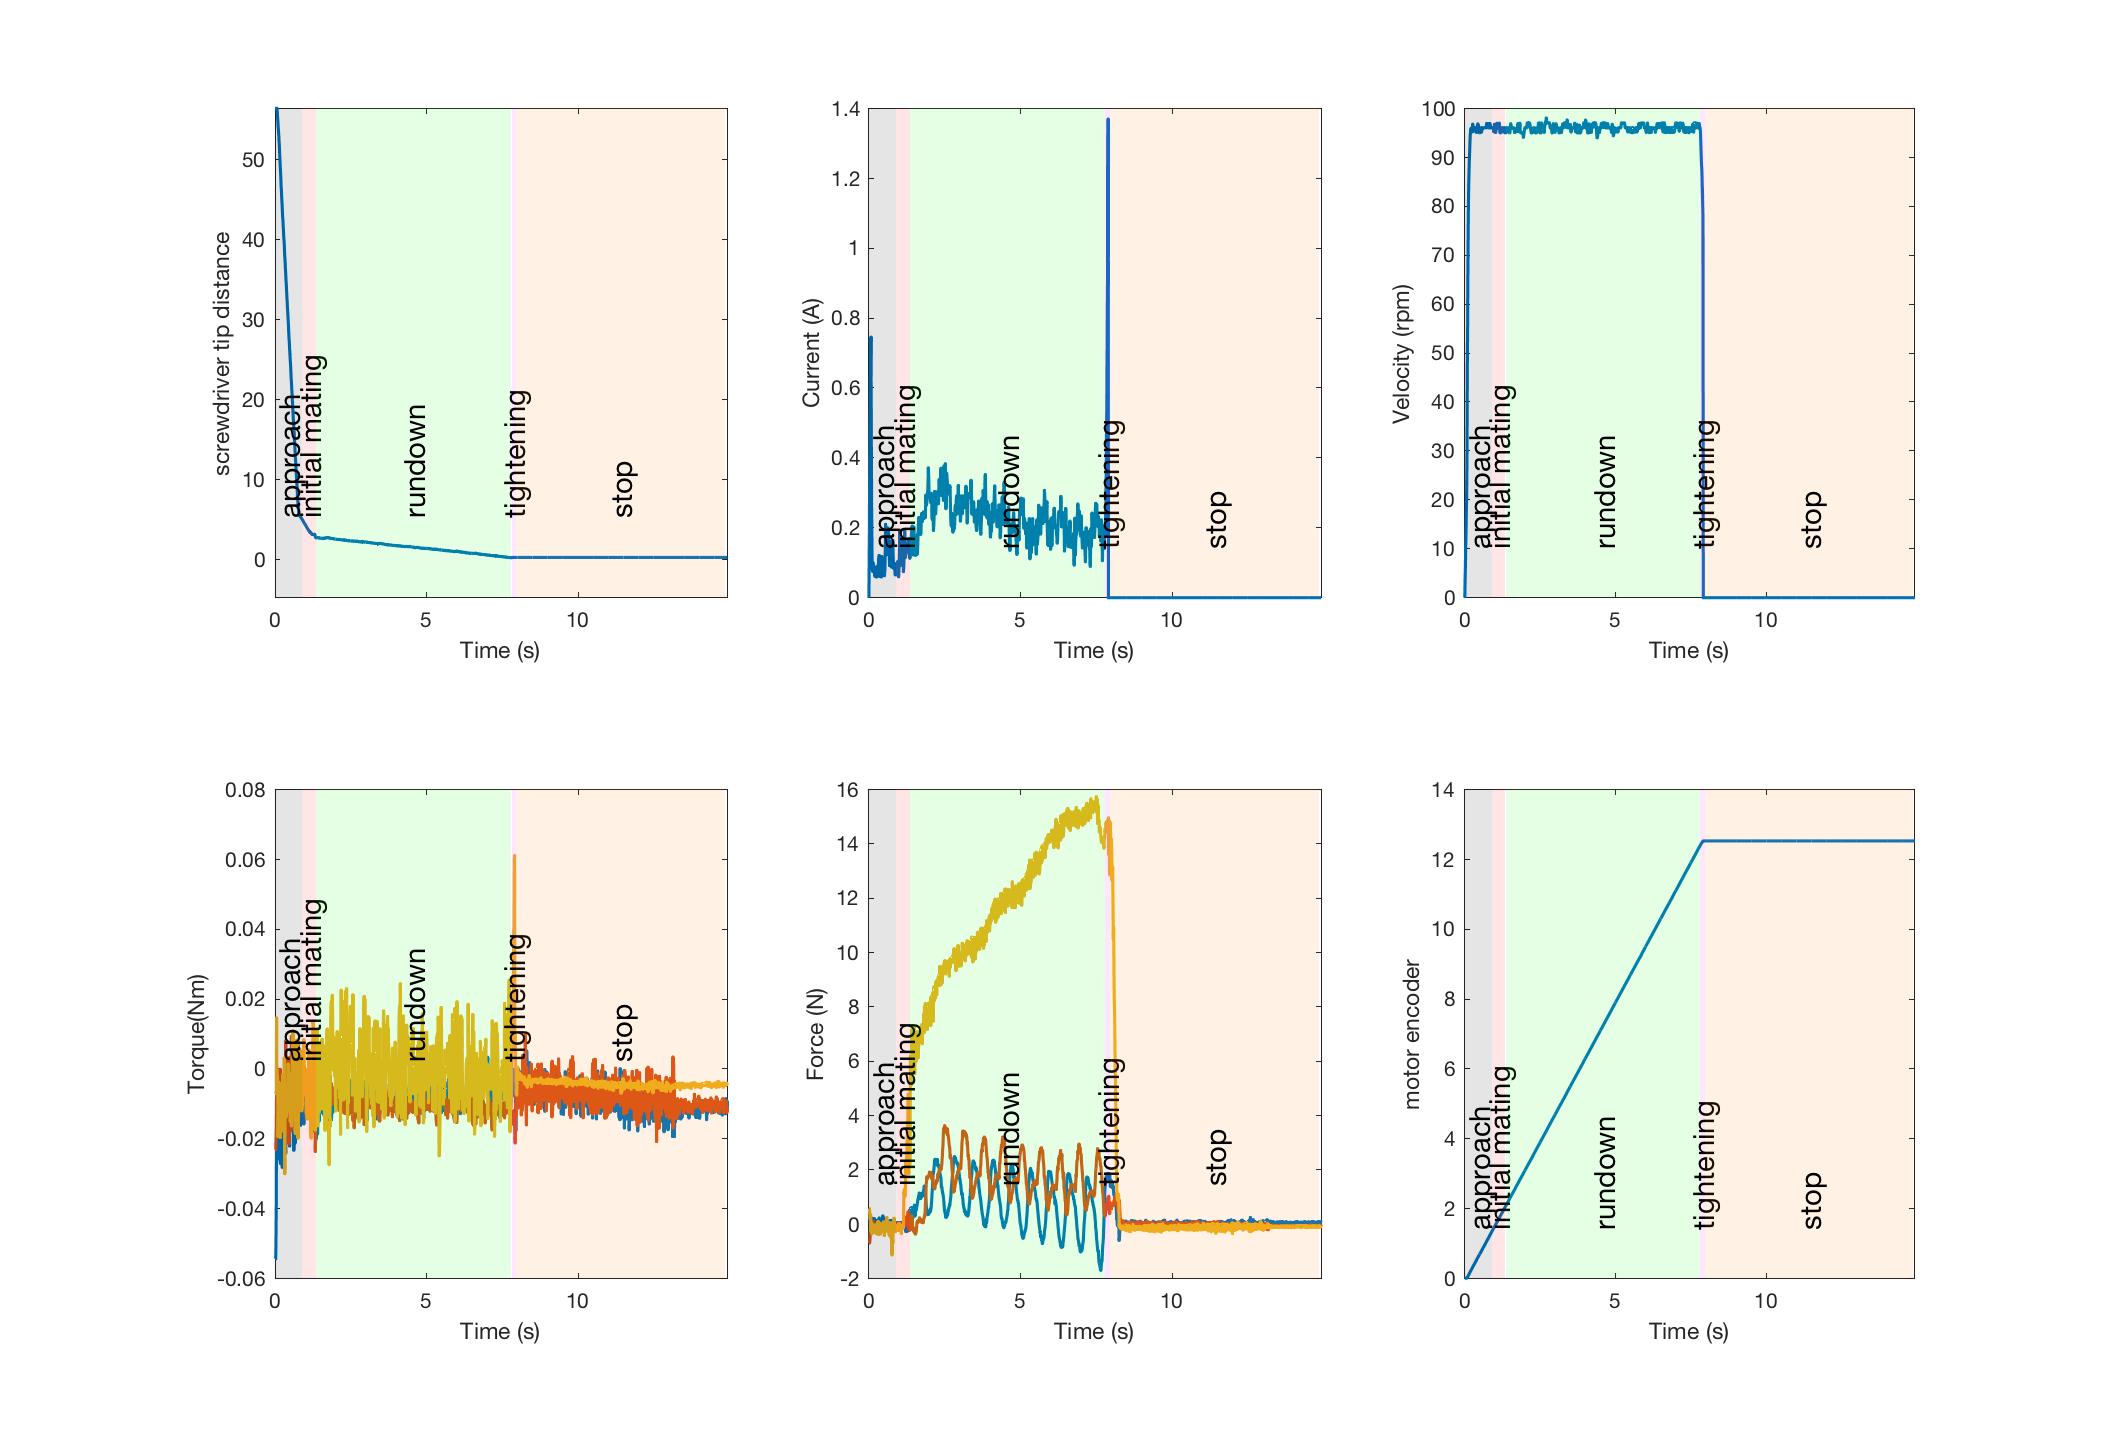 50
40
30
20
10
0
screwdriver tip distance
approach
initial mating
rundown
tightening
stop
0 5 10
Time (s)
1.4
1.2
1
0.8
0.6
0.4
0.2
0
Current (A)
approach
initial mating
rundown
tightening
stop
0 5 10
Time (s)
100
90
80
70
60
50
40
30
20
10
0
Velocity (rpm)
approach
initial mating
rundown
tightening
stop
0 5 10
Time (s)
0.08
0.06
0.04
0.02
0
-0.02
-0.04
-0.06
Torque(Nm)
approach
initial mating
rundown
tightening
stop
0 5 10
Time (s)
16
14
12
10
8
6
4
2
0
-2
Force (N)
approach
initial mating
rundown
tightening
stop
0 5 10
Time (s)
14
12
10
8
6
4
2
0
motor encoder
approach
initial mating
rundown
tightening
stop
0 5 10
Time (s)